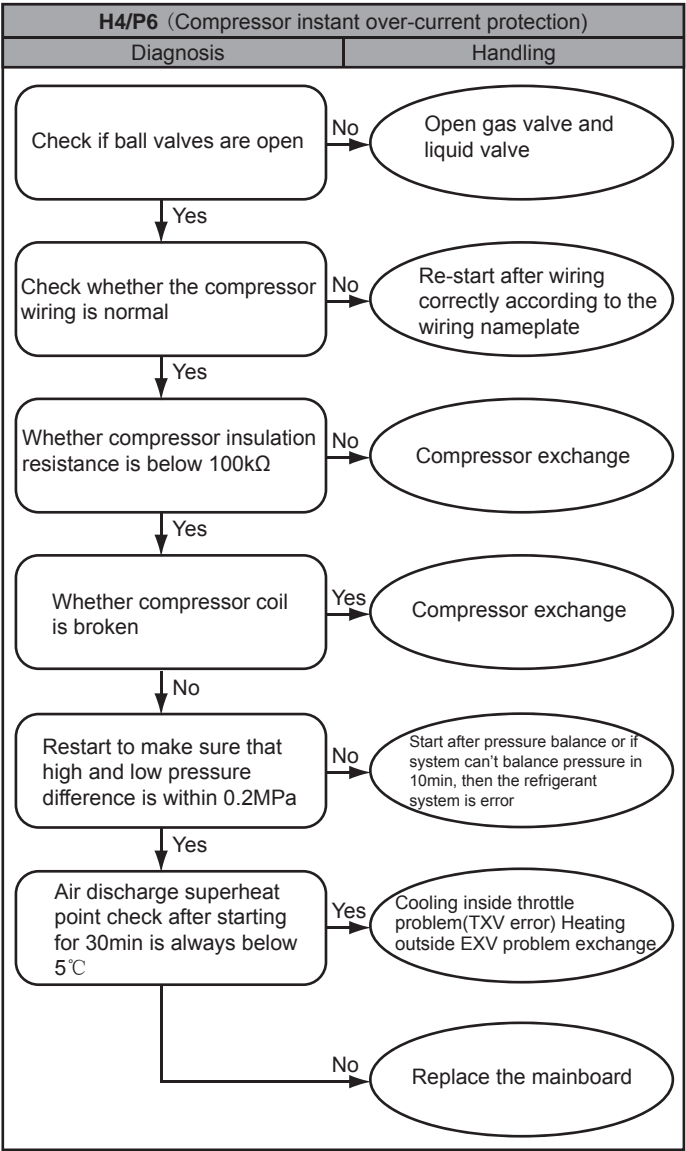 H4/P6（Compressor instant over-current protection)
Diagnosis
Handling
Check if ball valves are open
No
Open gas valve and
liquid valve
Yes
Check whether the compressor
wiring is normal
No
Re-start after wiring
correctly according to the
wiring nameplate
Yes
Whether compressor insulation
resistance is below 100kΩ
No
Compressor exchange
Yes
Whether compressor coil
is broken
Yes
Compressor exchange
No
Restart to make sure that
high and low pressure
difference is within 0.2MPa
No
Start after pressure balance or if
system can't balance pressure in
10min, then the refrigerant
system is error
Yes
Air discharge superheat
point check after starting
for 30min is always below
5℃
Yes
Cooling inside throttle
problem(TXV error) Heating
outside EXV problem exchange
No
Replace the mainboard